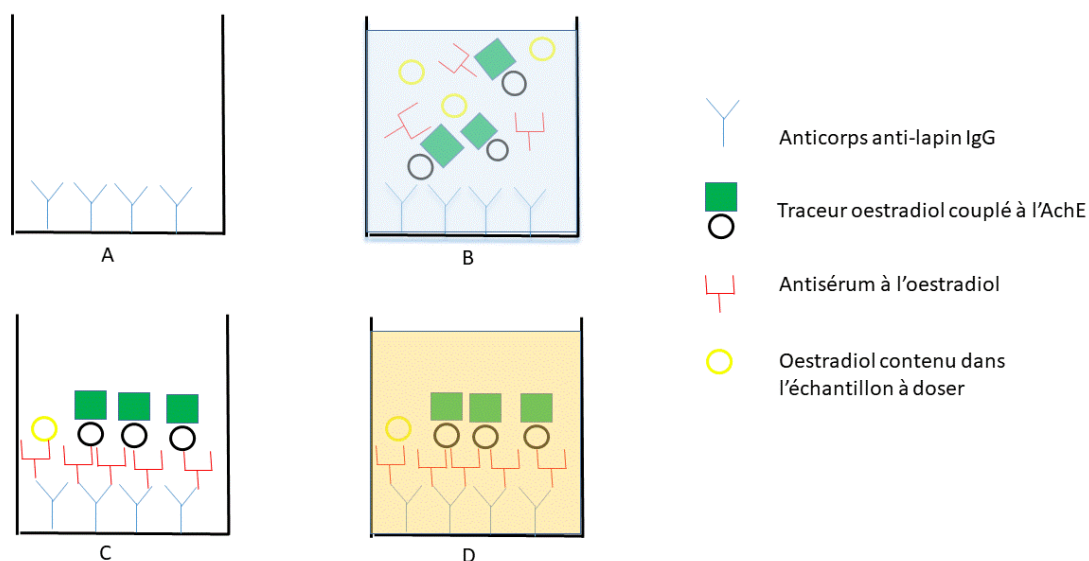 A
B
C
D
Anticorps anti-lapin IgG
Traceur oestradiol couplé à l'AchE
Antisérum à l'oestradiol
Oestradiol contenu dans
l'échantillon à doser